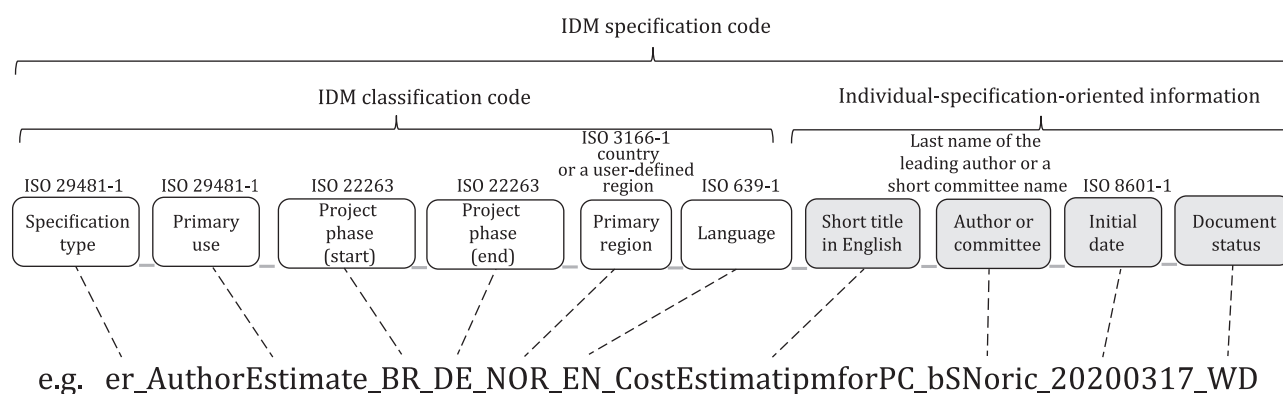 IDM specification code
IDM classification code
Individual-specification-oriented information
ISO 29481-1
ISO 29481-1
ISO 22263
ISO 22263
ISO 3166-1
country
or a user-defined
region
ISO 639-1
Last name of the
leading author or a
short committee name
ISO 8601-1
Specification
type
Primary
use
Project
phase
(start)
Project
phase
(end)
Primary
region
Language
Short title
in English
Author or
committee
Initial
date
Document
status
e.g. er_AuthorEstimate_BR_DE_NOR_EN_CostEstimatipmforPC_bSNoric_20200317_WD